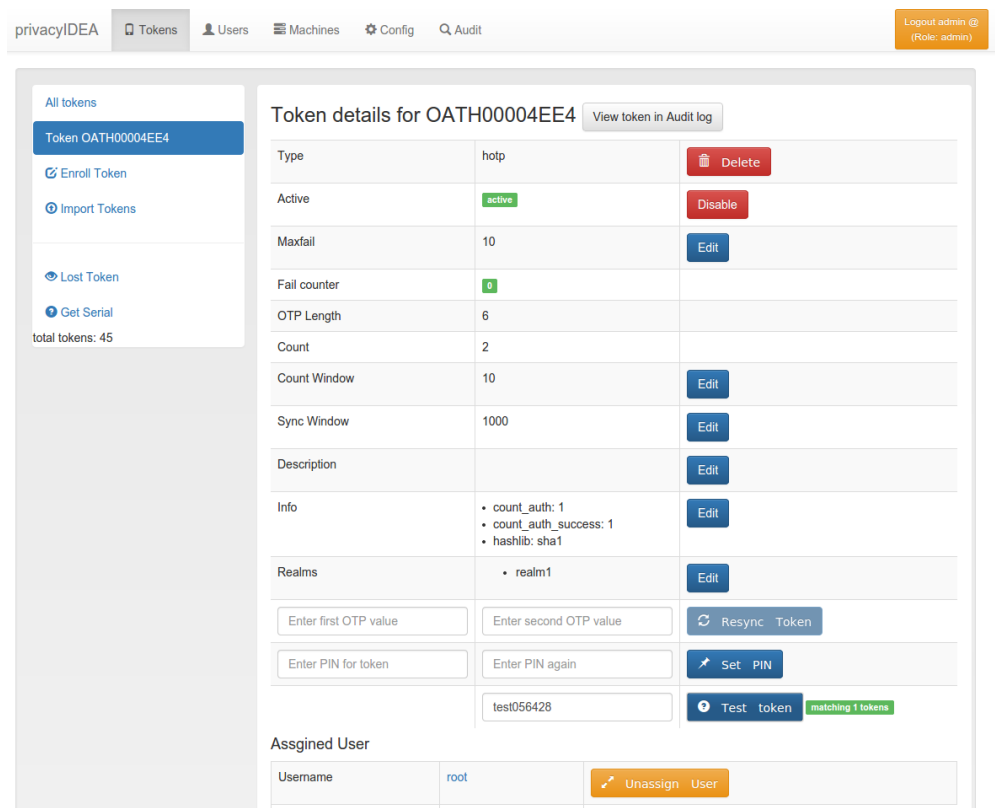 privacyIDEA Tokens Users Machines Config Audit Logout admin @
(Role: admin)
All tokens
Token OATH00004EE4
Enroll Token
Import Tokens
Lost Token
Get Serial
total tokens: 45
Token details for OATH00004EE4 View token in Audit log
Type hotp Delete
Active active Disable
Maxfail 10 Edit
Fail counter 0
OTP Length 6
Count 2
Count Window 10 Edit
Sync Window 1000 Edit
Description Edit
Info • count_auth: 1 Edit
• count_auth_success: 1
• hashlib: sha1
Realms • realm1 Edit
Enter first OTP value Enter second OTP value Resync Token
Enter PIN for token Enter PIN again Set PIN
test056428 Test token matching 1 tokens
Assgined User
Username root Unassign User